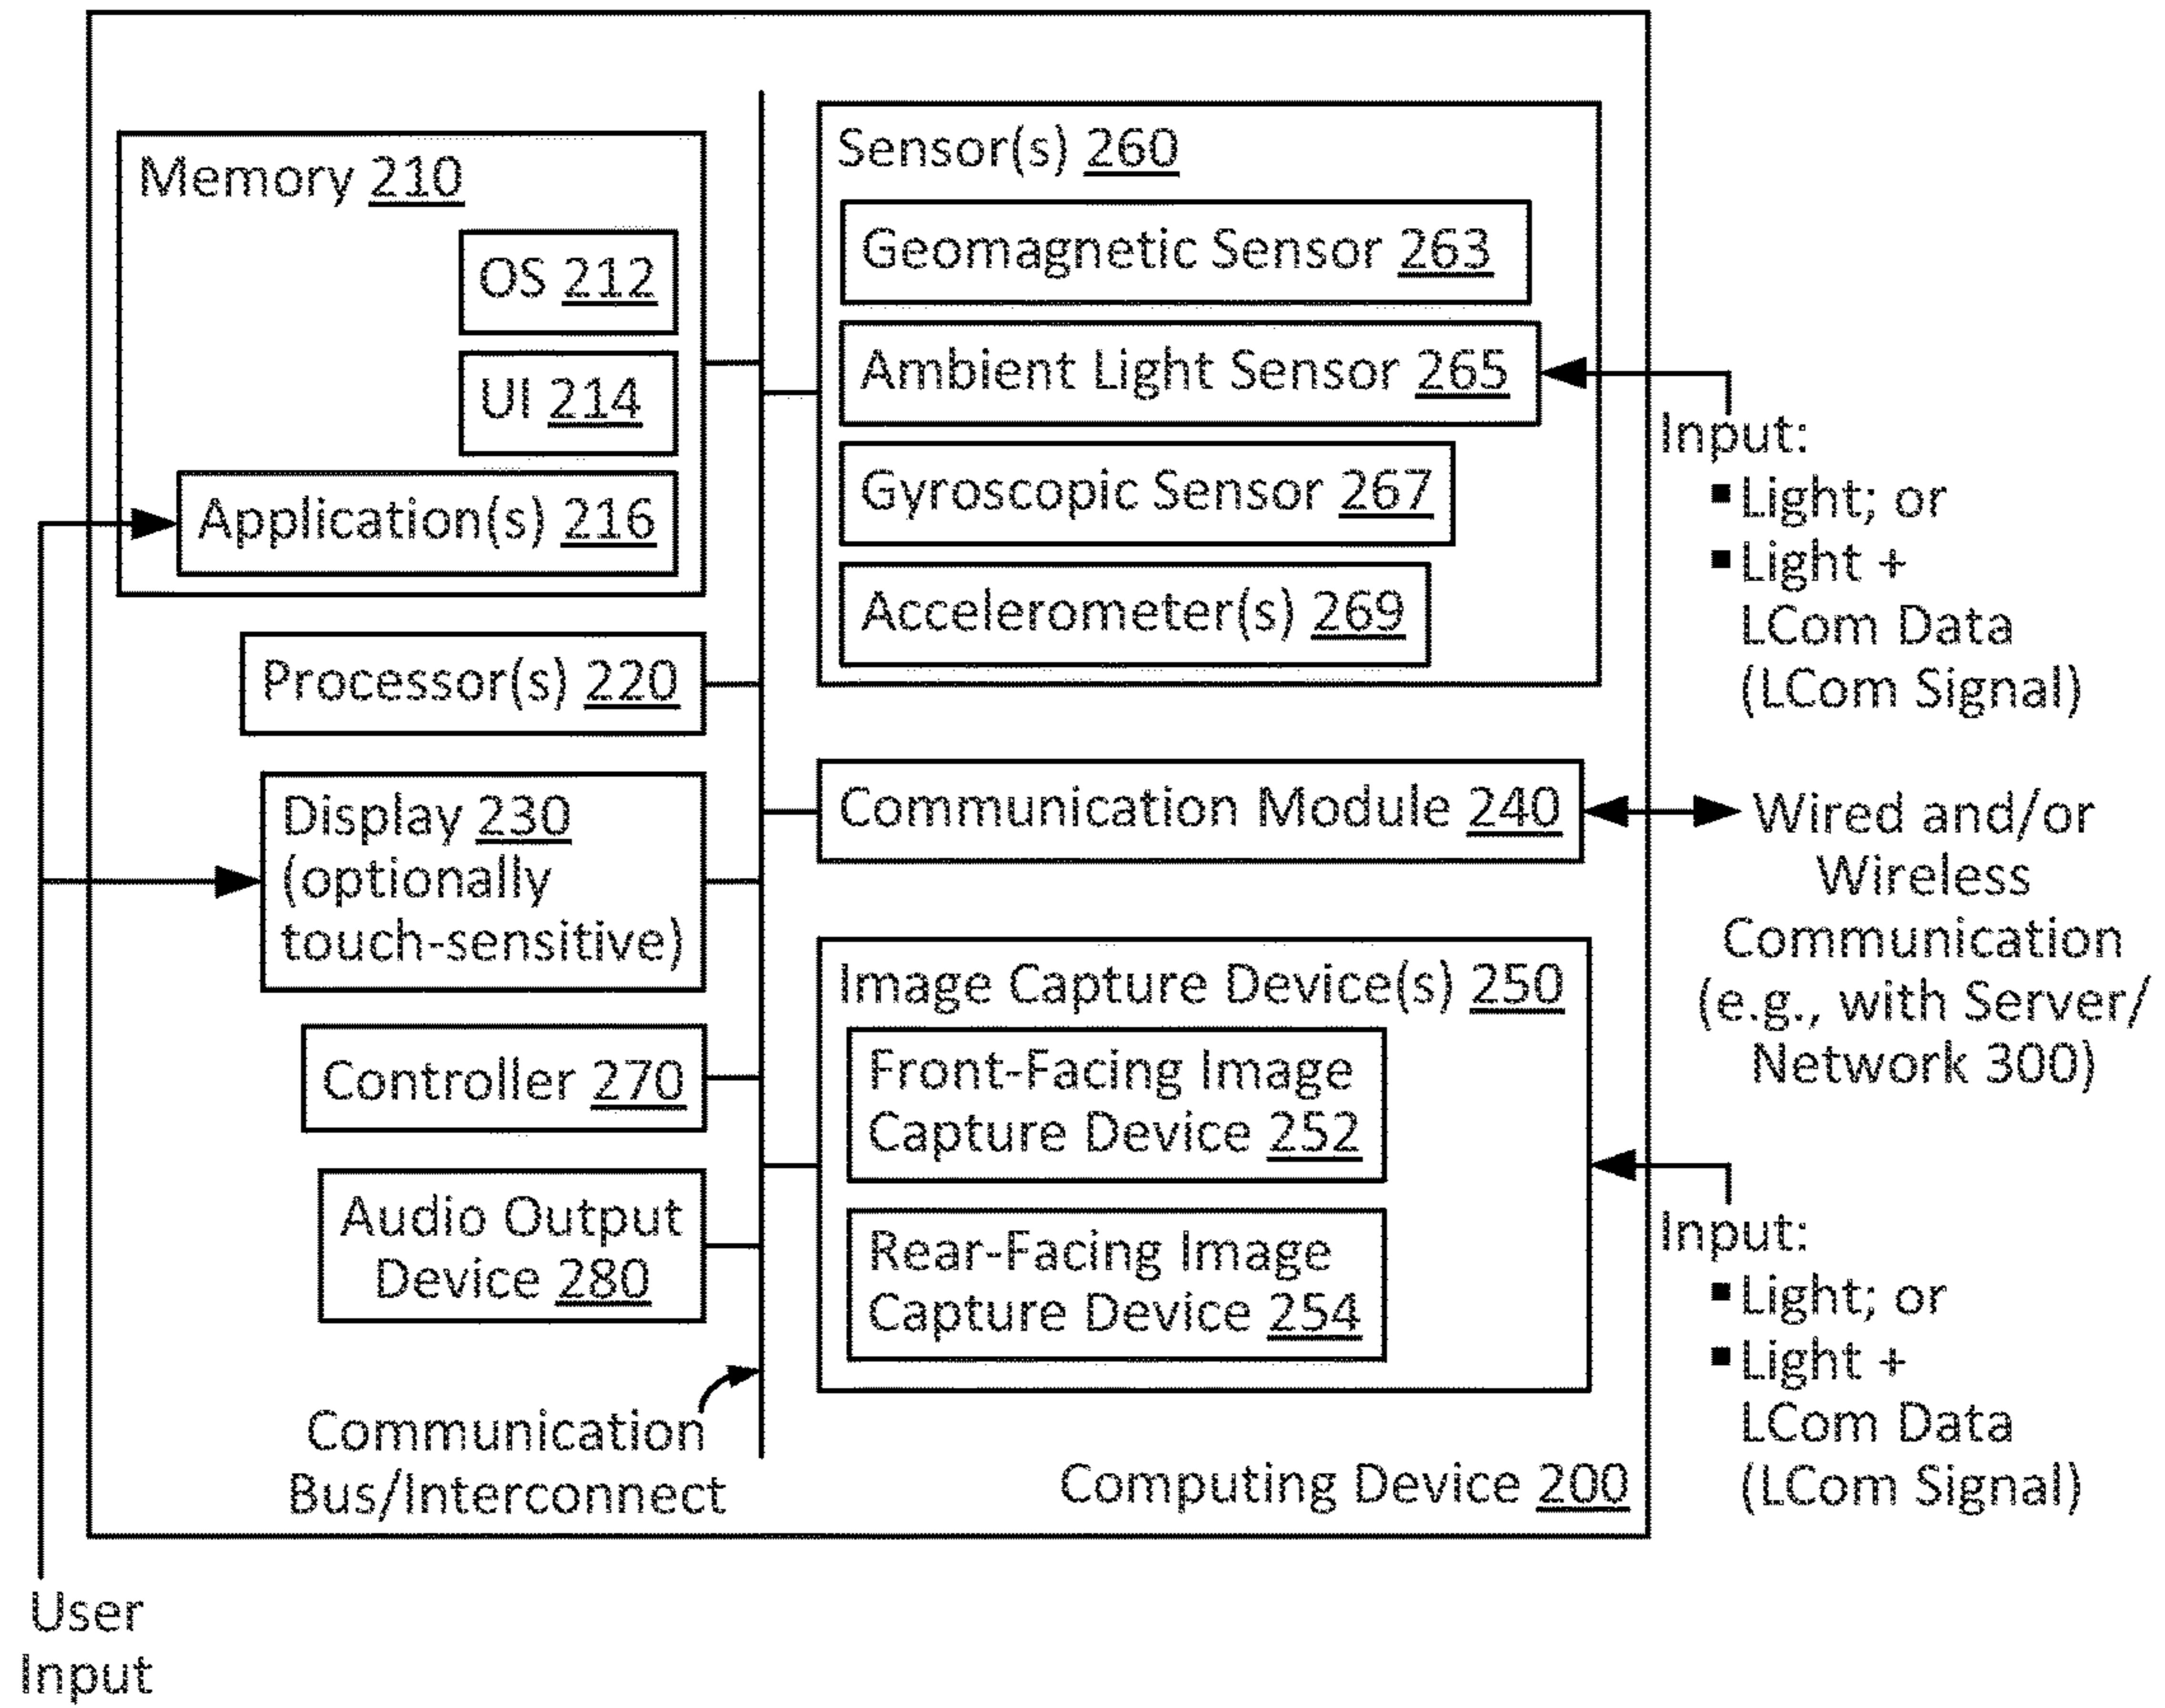 Memory 210
OS 212
UI 214
Application(s) 216
Processor(s) 220
Display 230
(optionally
touch-sensitive)
Controller 270
Audio Output
Device 280
Communication
Bus/Interconnect
Sensor(s) 260
Geomagnetic Sensor 263
Ambient Light Sensor 265
Gyroscopic Sensor 267
Accelerometer(s) 269
Communication Module 240
Image Capture Device(s) 250
Front-Facing Image
Capture Device 252
Rear-Facing Image
Capture Device 254
Computing Device 200
Input:
▪ Light; or
▪ Light +
LCom Data
(LCom Signal)
Wired and/or
Wireless
Communication
(e.g., with Server/
Network 300)
Input:
▪ Light; or
▪ Light +
LCom Data
(LCom Signal)
User
Input